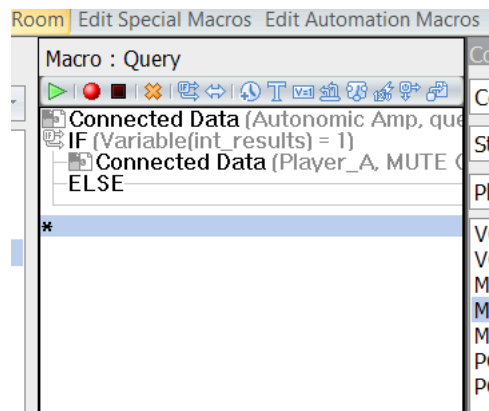 Room Edit Special Macros Edit Automation Macros
Macro : Query
Connected Data (Autonomic Amp, que
IF (Variable(int_results) = 1)
Connected Data (Player_A, MUTE
ELSE
*